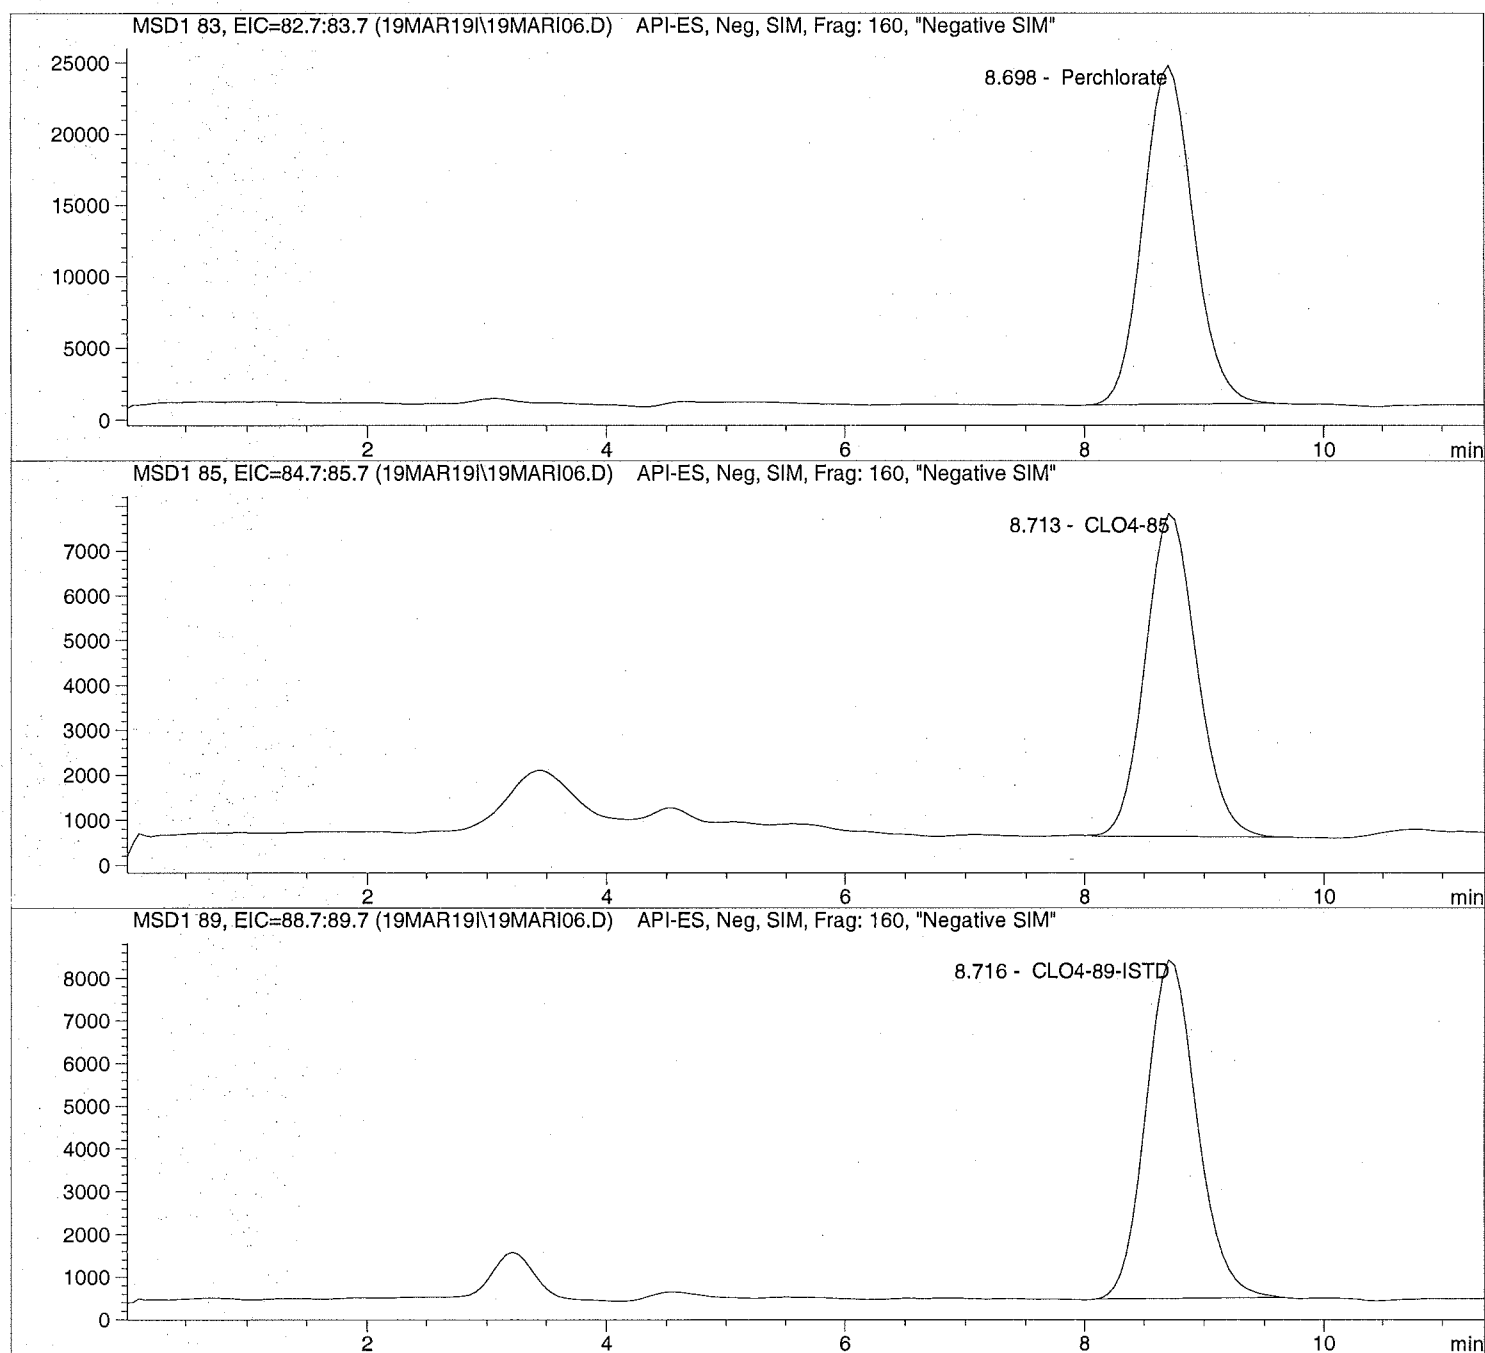 MSD1 83, EIC=82.7:83.7 (19MAR19I\19MARI06.D) API-ES, Neg, SIM, Frag: 160, "Negative SIM"
25000
8.698 - Perchlorate
20000
15000
10000
5000
0
2 4 6 8 10 min
MSD1 85, EIC=84.7:85.7 (19MAR19I\19MARI06.D) API-ES, Neg, SIM, Frag: 160, "Negative SIM"
8.713 - CLO4-85
7000
6000
5000
4000
3000
2000
1000
0
2 4 6 8 10 min
MSD1 89, EIC=88.7:89.7 (19MAR19I\19MARI06.D) API-ES, Neg, SIM, Frag: 160, "Negative SIM"
8.716 - CLO4-89-ISTD
8000
7000
6000
5000
4000
3000
2000
1000
0
2 4 6 8 10 min